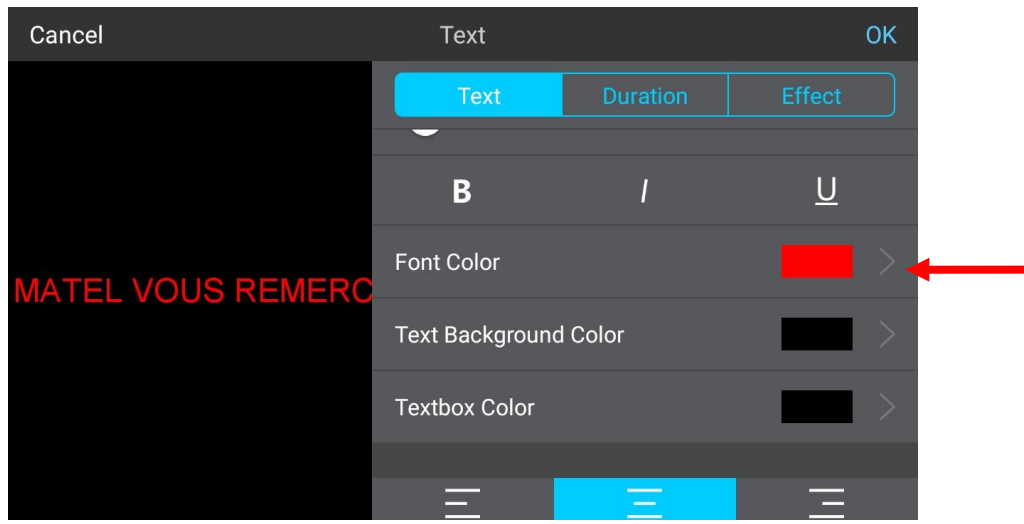 Cancel Text OK
Text Duration Effect
B I U
Font Color
MATEL VOUS REMERC
Text Background Color
Textbox Color